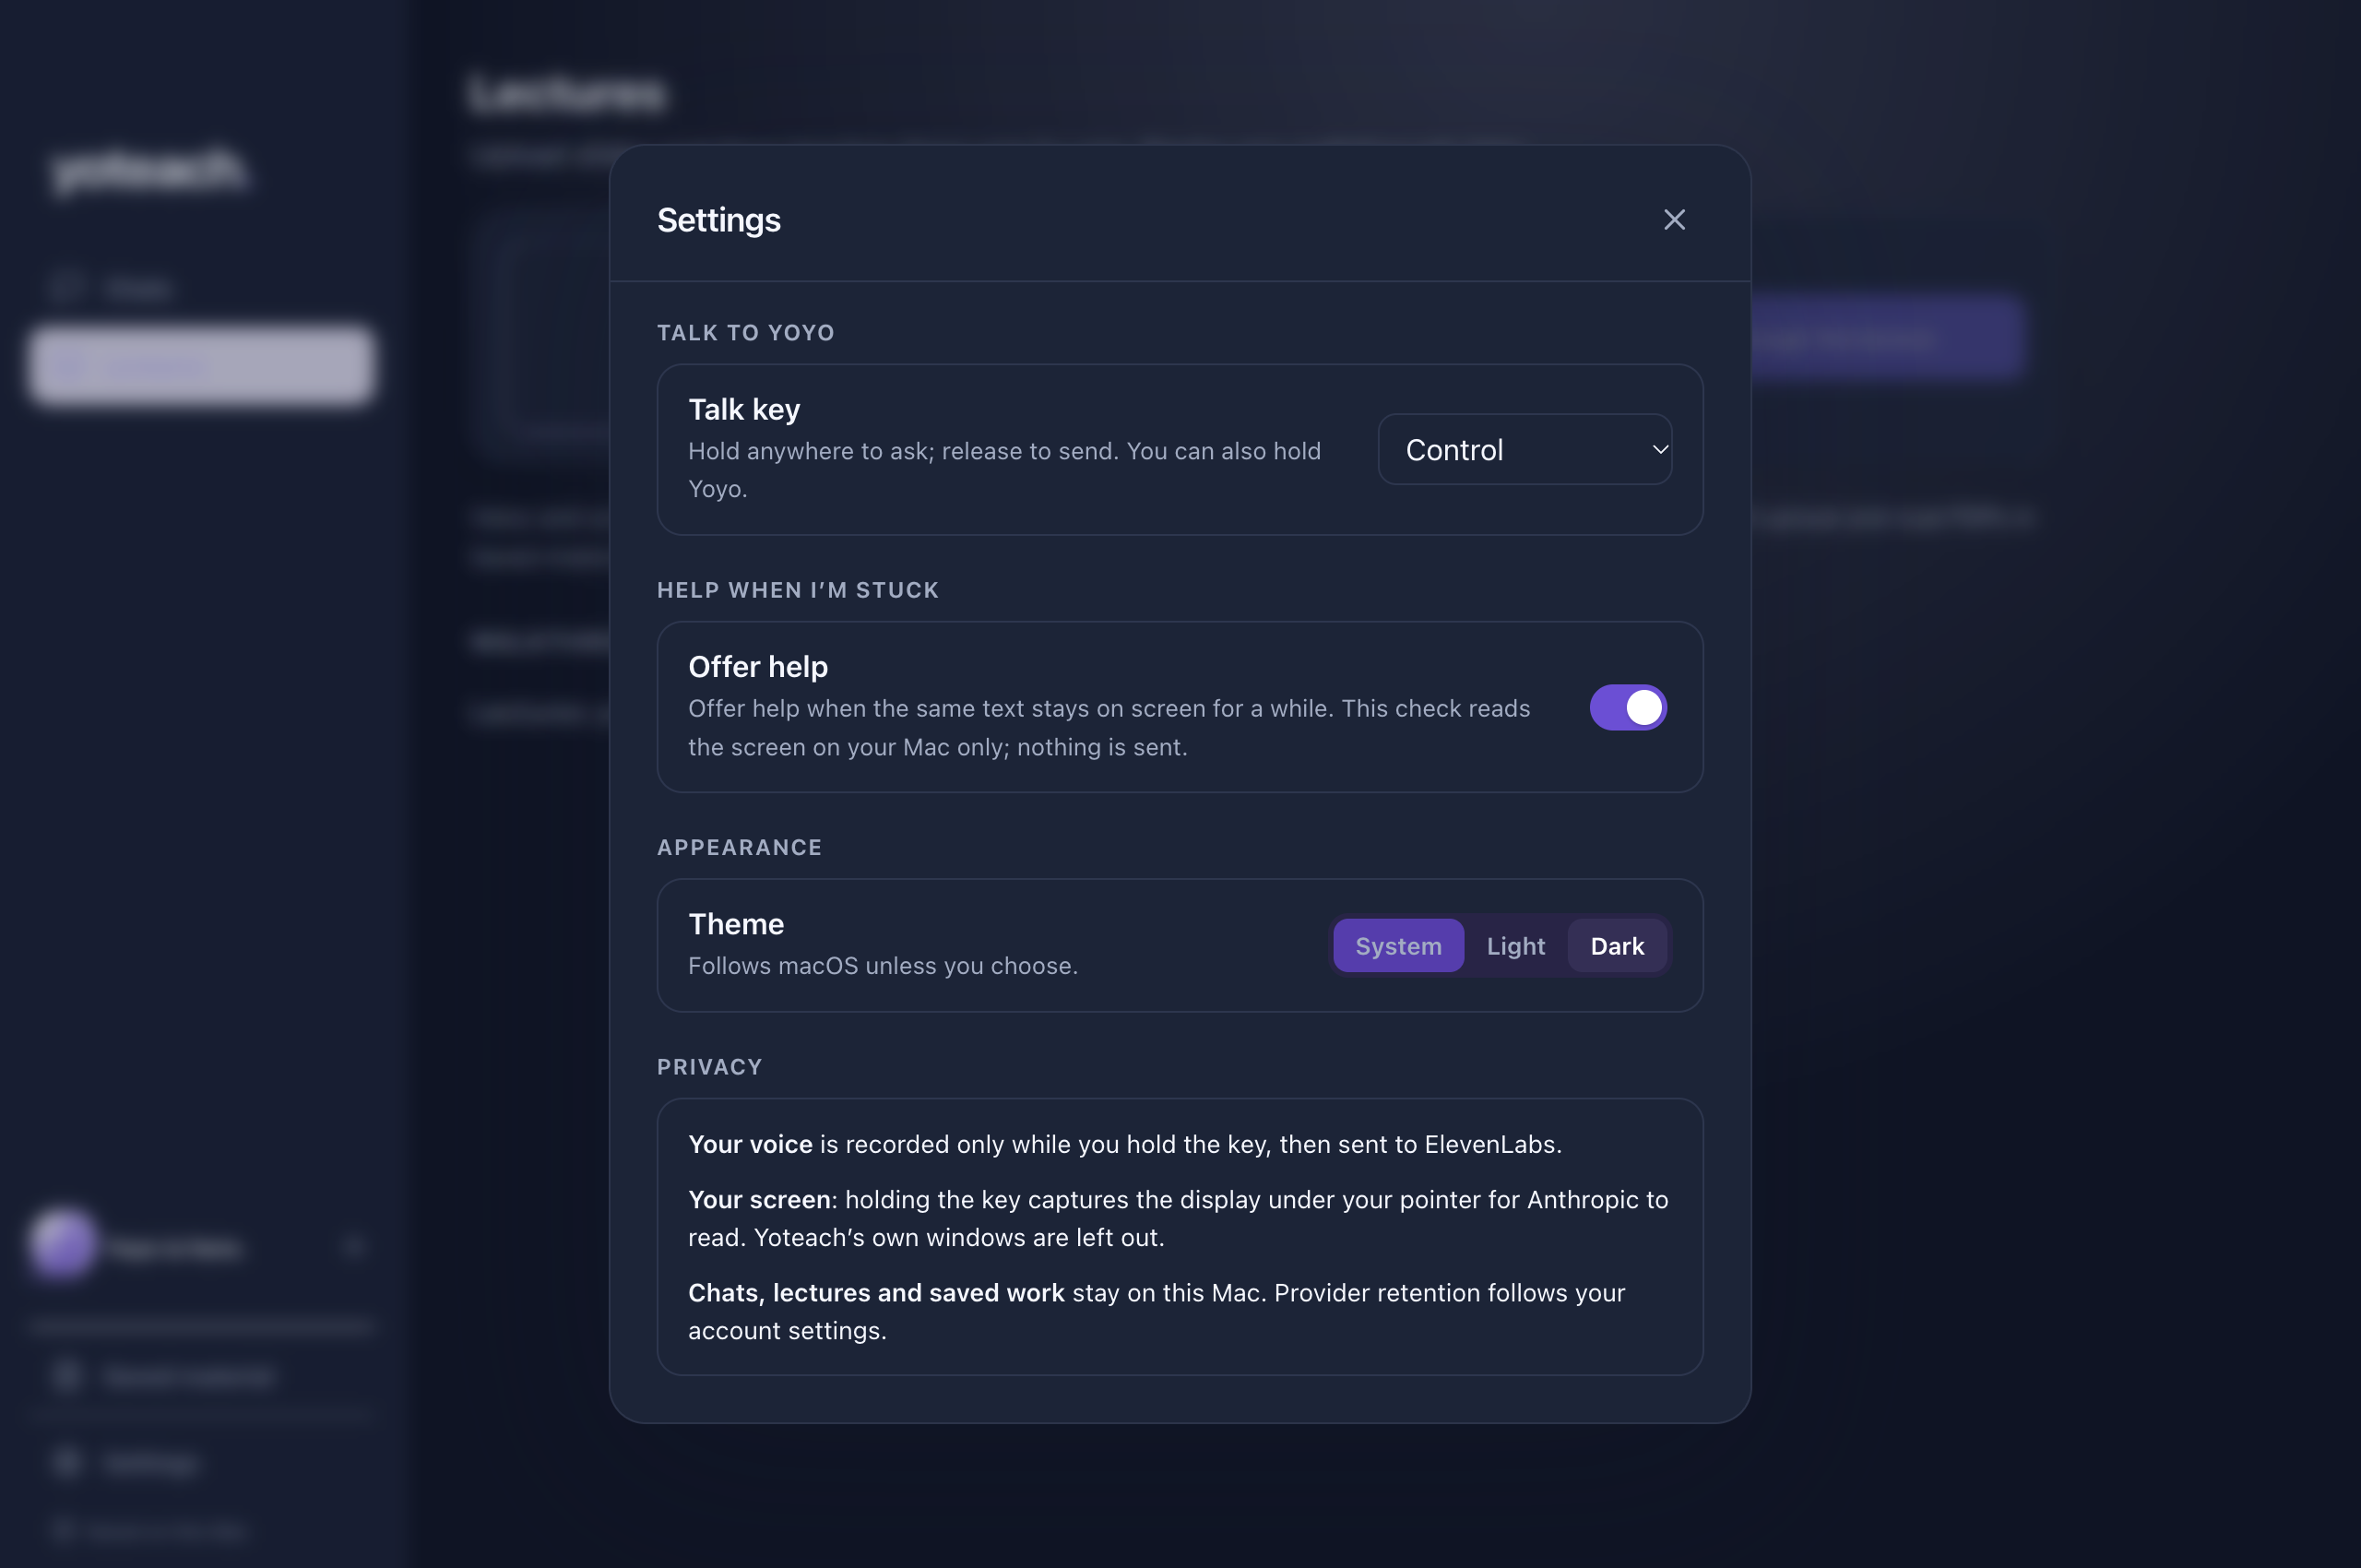 Lectures
yoteach.
Settings
TALK TO YOYO
Talk key
Hold anywhere to ask; release to send. You can also hold
Yoyo.
Control
HELP WHEN I’M STUCK
Offer help
Offer help when the same text stays on screen for a while. This check reads
the screen on your Mac only; nothing is sent.
APPEARANCE
Theme
Follows macOS unless you choose.
System Light Dark
PRIVACY
Your voice is recorded only while you hold the key, then sent to ElevenLabs.
Your screen: holding the key captures the display under your pointer for Anthropic to
read. Yoteach’s own windows are left out.
Chats, lectures and saved work stay on this Mac. Provider retention follows your
account settings.
Settings